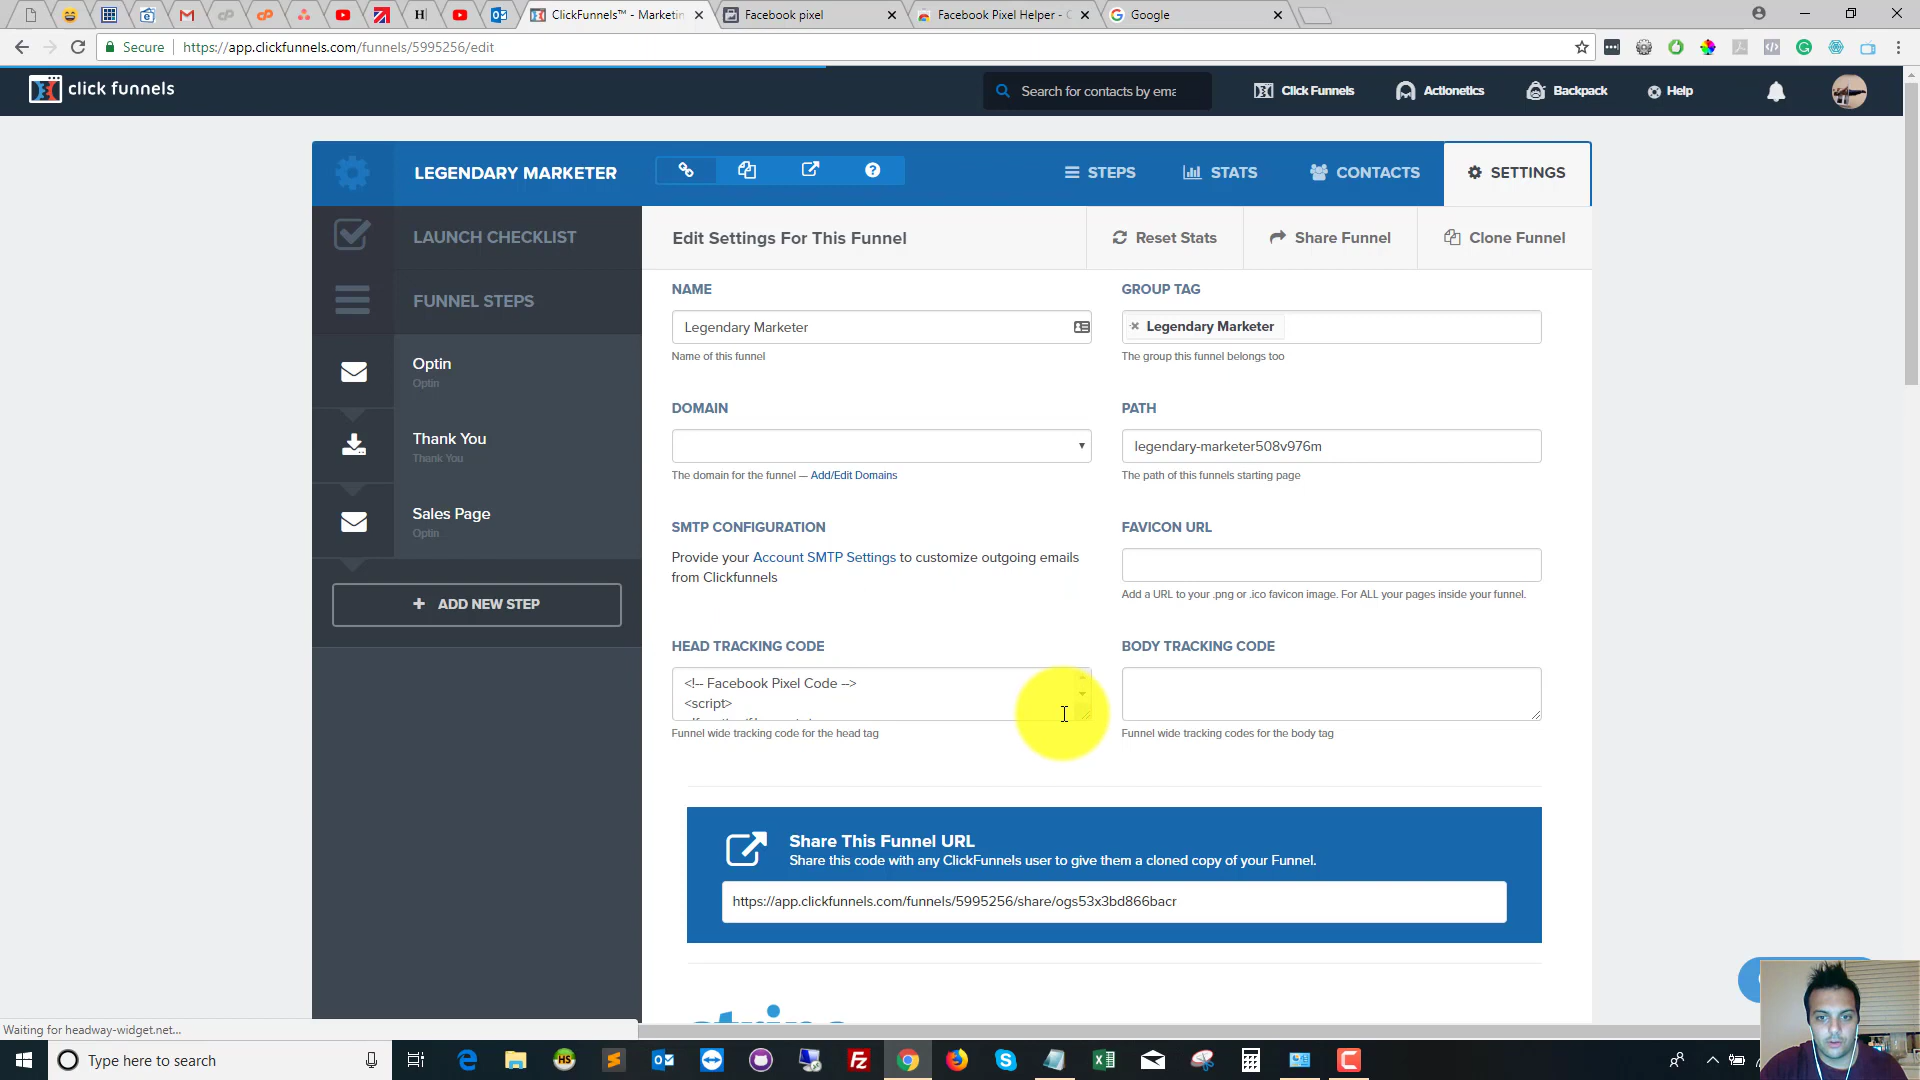 ClickFunnels™ - Marketin
Facebook pixel
Facebook Pixel Helper - C
Google
Secure
https://app.clickfunnels.com/funnels/5995256/edit
click funnels
Search for contacts by ema
Click Funnels
Actionetics
Backpack
Help
LEGENDARY MARKETER
STEPS
STATS
CONTACTS
SETTINGS
LAUNCH CHECKLIST
Edit Settings For This Funnel
Reset Stats
Share Funnel
Clone Funnel
FUNNEL STEPS
Optin
Optin
Thank You
Thank You
Sales Page
Optin
+ ADD NEW STEP
NAME
Legendary Marketer
Name of this funnel
GROUP TAG
× Legendary Marketer
The group this funnel belongs too
DOMAIN
The domain for the funnel — Add/Edit Domains
PATH
legendary-marketer508v976m
The path of this funnels starting page
SMTP CONFIGURATION
Provide your Account SMTP Settings to customize outgoing emails
from Clickfunnels
FAVICON URL
Add a URL to your .png or .ico favicon image. For ALL your pages inside your funnel.
HEAD TRACKING CODE
<!-- Facebook Pixel Code -->
<script>
Funnel wide tracking code for the head tag
BODY TRACKING CODE
Funnel wide tracking codes for the body tag
Share This Funnel URL
Share this code with any ClickFunnels user to give them a cloned copy of your Funnel.
https://app.clickfunnels.com/funnels/5995256/share/ogs53x3bd866bacr
Waiting for headway-widget.net...
Type here to search